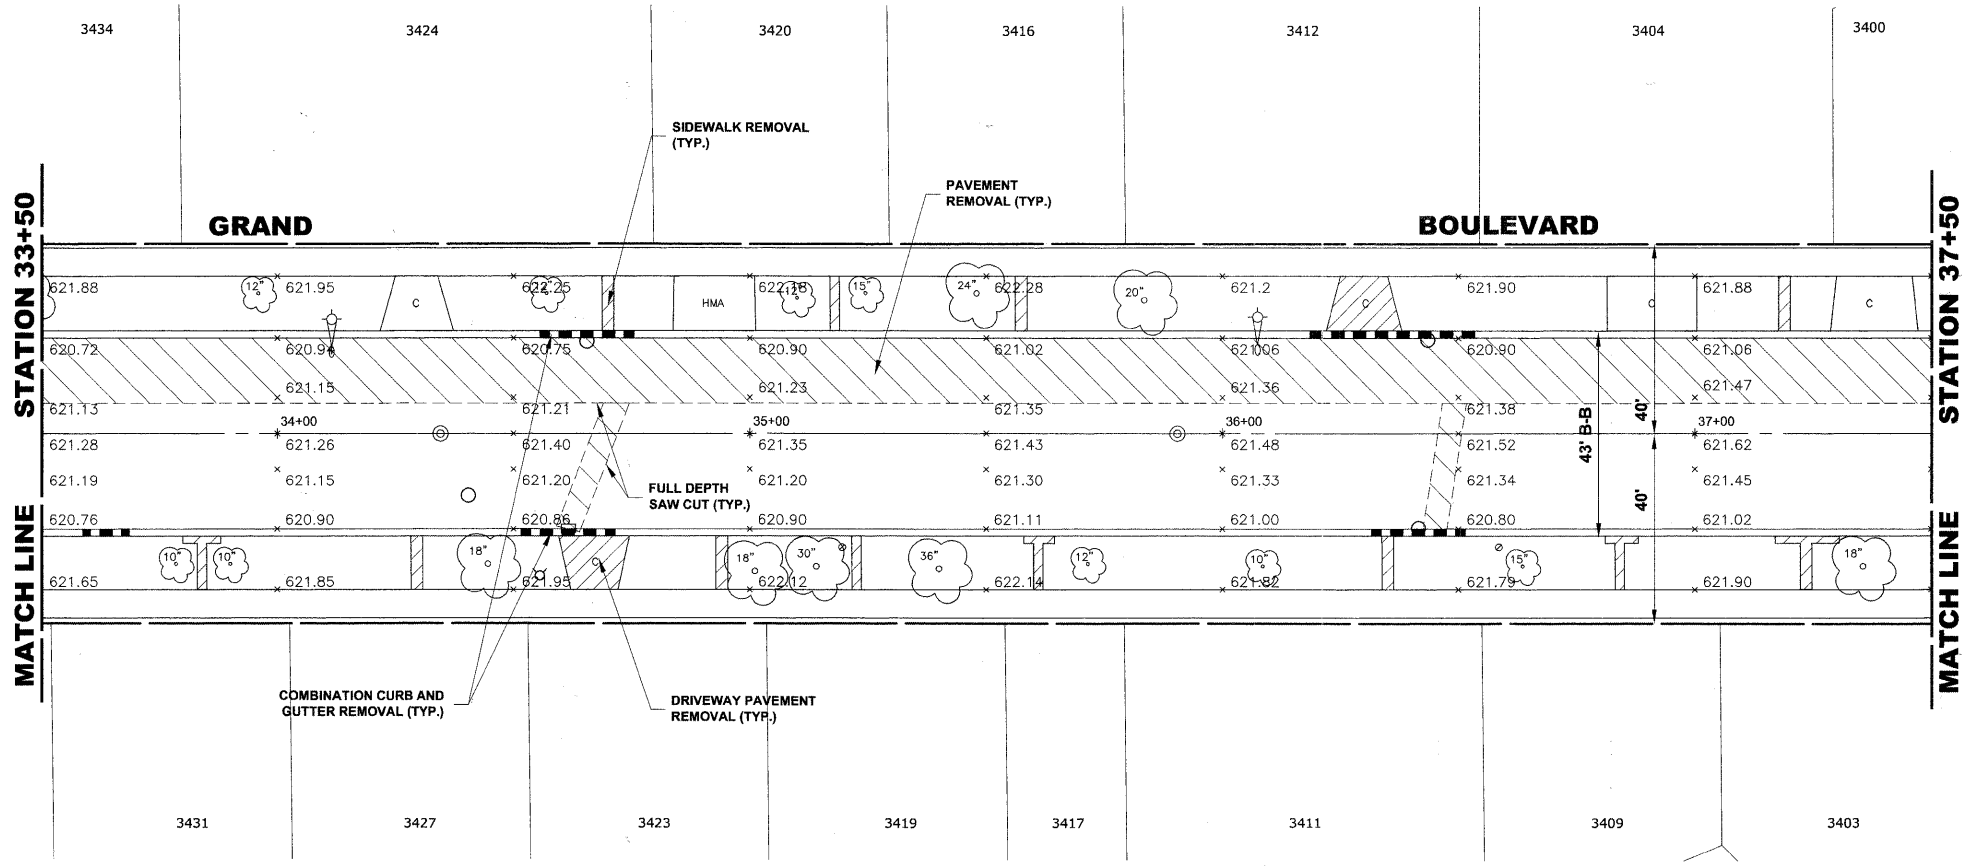 3434 3424 3420 3416 3412 3404 3400
SIDEWALK REMOVAL
(TYP.)
PAVEMENT
REMOVAL (TYP.)
GRAND BOULEVARD
STATION 33+50
STATION 37+50
621.88 12" 621.95 C 622.25 HMA 12" 15" 24" 622.28 20" 621.2 C 621.90 C 621.88 C
620.72 620.94 620.75 620.90 621.02 621.06 620.90 621.06
621.15 621.23 621.36 621.47
621.13 621.21 621.35 621.38
34+00 35+00 36+00 37+00
621.28 621.26 621.40 621.35 621.43 621.48 621.52 621.62
43' B-B
40'
40'
621.19 621.15 621.20 621.20 621.30 621.33 621.34 621.45
FULL DEPTH
SAW CUT (TYP.)
620.76 620.90 620.86 620.90 621.11 621.00 620.80 621.02
10" 10" 18" 18" 30" 36" 12" 10" 15" 18"
621.65 621.85 621.95 C 622.12 622.14 621.82 621.79 621.90
MATCH LINE
MATCH LINE
COMBINATION CURB AND
GUTTER REMOVAL (TYP.)
DRIVEWAY PAVEMENT
REMOVAL (TYP.)
3431 3427 3423 3419 3417 3411 3409 3403